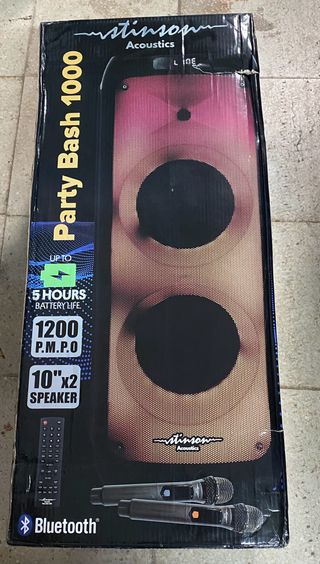 stinson
Acoustics
Party Bash 1000
UP TO
5 HOURS
BATTERY LIFE
1200
P.M.P.O
10"x2
SPEAKER
stinson
Acoustics
Bluetooth®